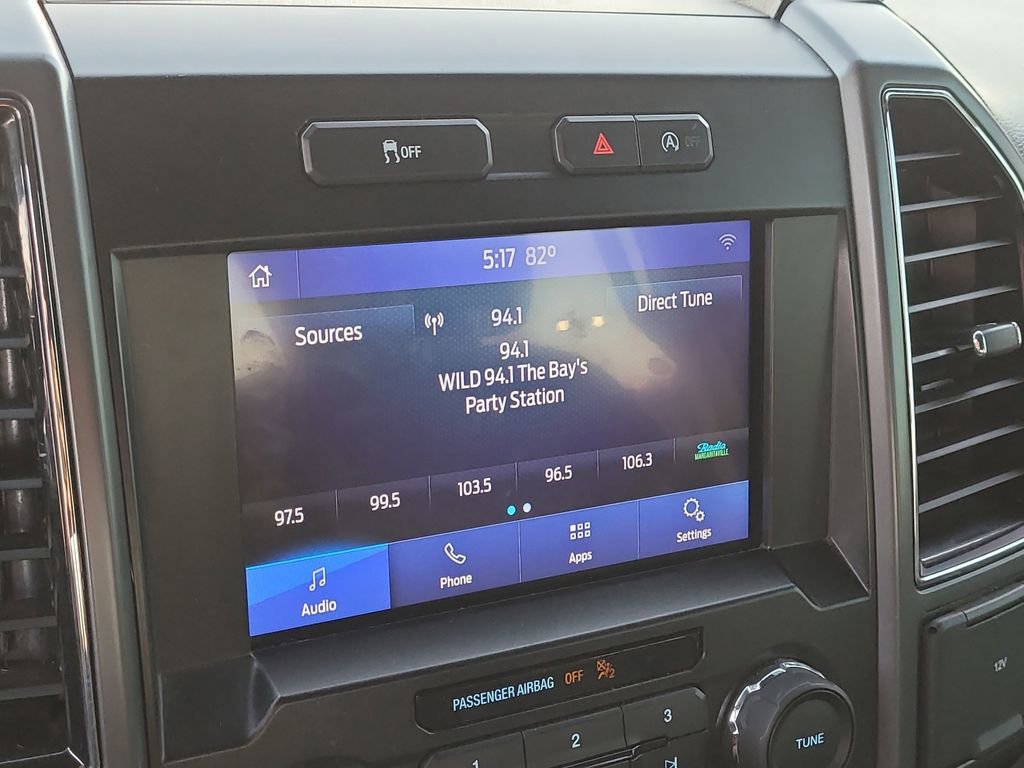 OFF
A OFF
5:17 82°
Sources
94.1
Direct Tune
94.1
WILD 94.1 The Bay's
Party Station
97.5
99.5
103.5
96.5
106.3
Radio
MARGARITAVILLE
Audio
Phone
Apps
Settings
PASSENGER AIRBAG OFF 2
1
2
3
TUNE
12V